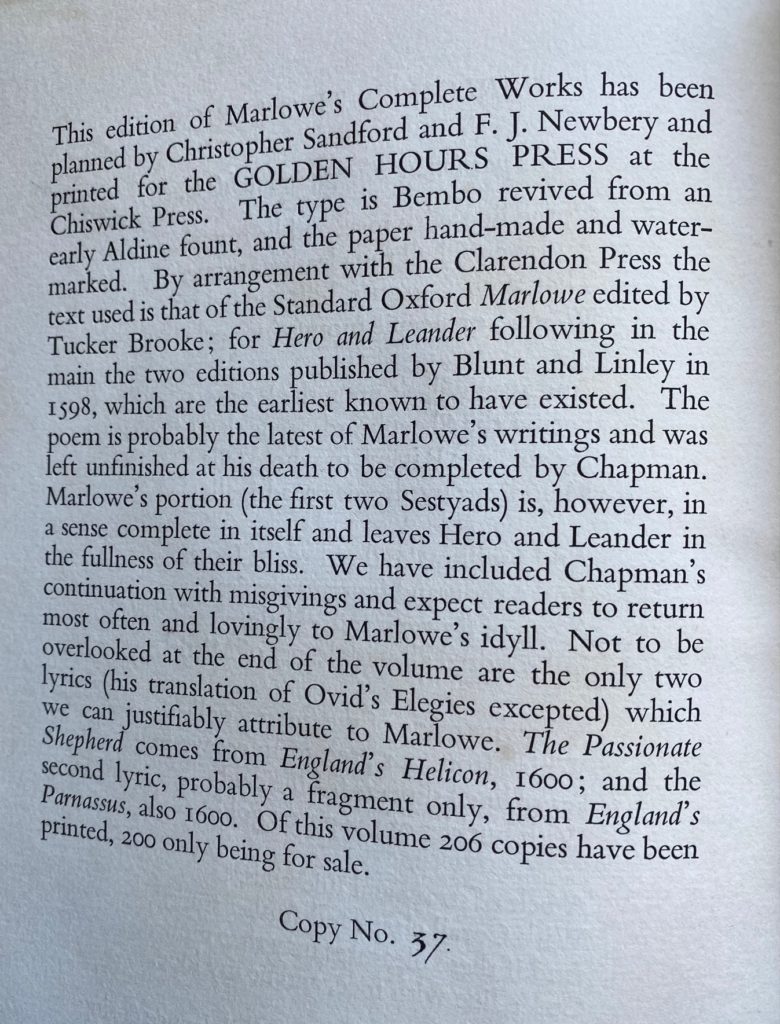 This edition of Marlowe's Complete Works has been
planned by Christopher Sandford and F. J. Newbery and
printed for the GOLDEN HOURS PRESS at the
Chiswick Press. The type is Bembo revived from an
early Aldine fount, and the paper hand-made and water-
marked. By arrangement with the Clarendon Press the
text used is that of the Standard Oxford Marlowe edited by
Tucker Brooke; for Hero and Leander following in the
main the two editions published by Blunt and Linley in
1598, which are the earliest known to have existed. The
poem is probably the latest of Marlowe's writings and was
left unfinished at his death to be completed by Chapman.
Marlowe's portion (the first two Sestyads) is, however, in
a sense complete in itself and leaves Hero and Leander in
the fullness of their bliss. We have included Chapman's
continuation with misgivings and expect readers to return
most often and lovingly to Marlowe's idyll. Not to be
overlooked at the end of the volume are the only two
lyrics (his translation of Ovid's Elegies excepted) which
we can justifiably attribute to Marlowe. The Passionate
Shepherd comes from England's Helicon, 1600; and the
second lyric, probably a fragment only, from England's
Parnassus, also 1600. Of this volume 206 copies have been
printed, 200 only being for sale.
Copy No. 37.